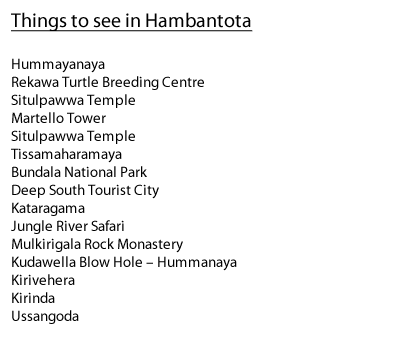 Things to see in Hambantota
Hummayanaya
Rekawa Turtle Breeding Centre
Situlpawwa Temple
Martello Tower
Situlpawwa Temple
Tissamaharamaya
Bundala National Park
Deep South Tourist City
Kataragama
Jungle River Safari
Mulkirigala Rock Monastery
Kudawella Blow Hole – Hummanaya
Kirivehera
Kirinda
Ussangoda